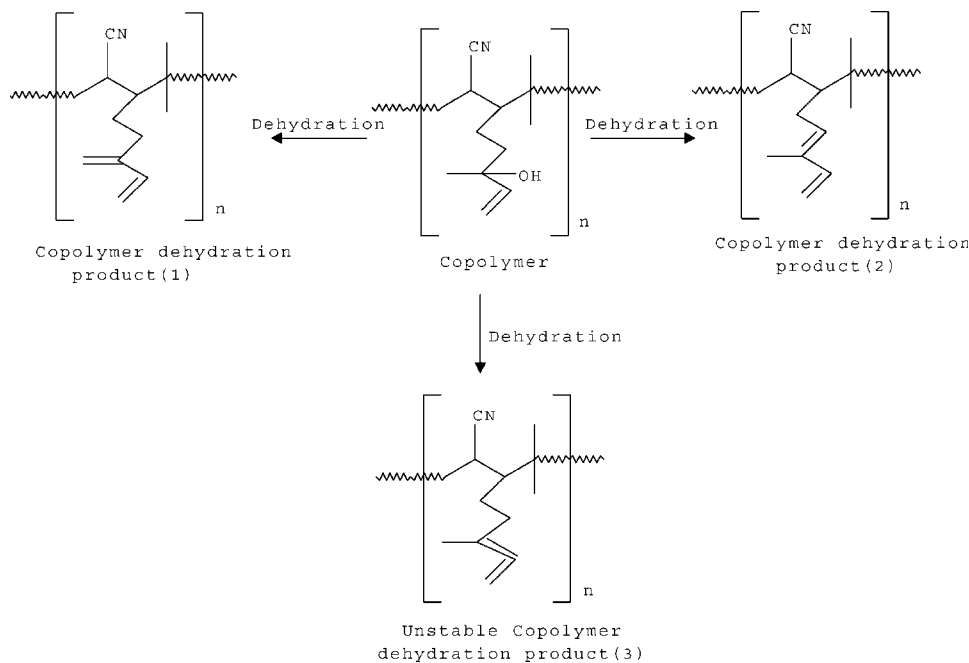 CN
CN
CN
Dehydration
Dehydration
OH
n
n
n
Copolymer dehydration
product(1)
Copolymer
Copolymer dehydration
product(2)
Dehydration
CN
n
Unstable Copolymer
dehydration product(3)